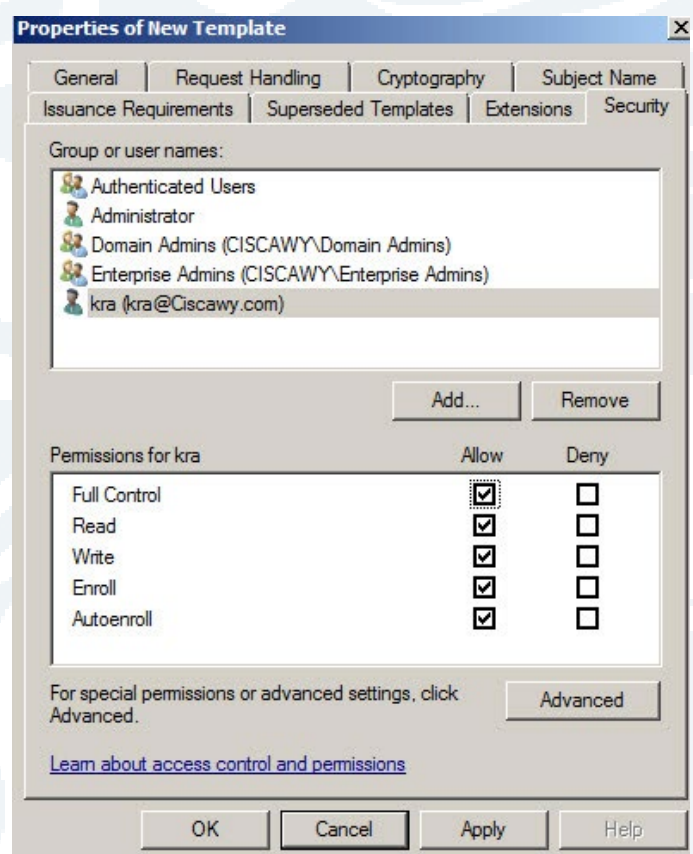 Properties of New Template
General Request Handling Cryptography Subject Name
Issuance Requirements Superseded Templates Extensions Security
Group or user names:
Authenticated Users
Administrator
Domain Admins (CISCAWY\Domain Admins)
Enterprise Admins (CISCAWY\Enterprise Admins)
kra (kra@Ciscawy.com)
Add... Remove
Permissions for kra Allow Deny
Full Control
Read
Write
Enroll
Autoenroll
For special permissions or advanced settings, click
Advanced.
Advanced
Learn about access control and permissions
OK Cancel Apply Help